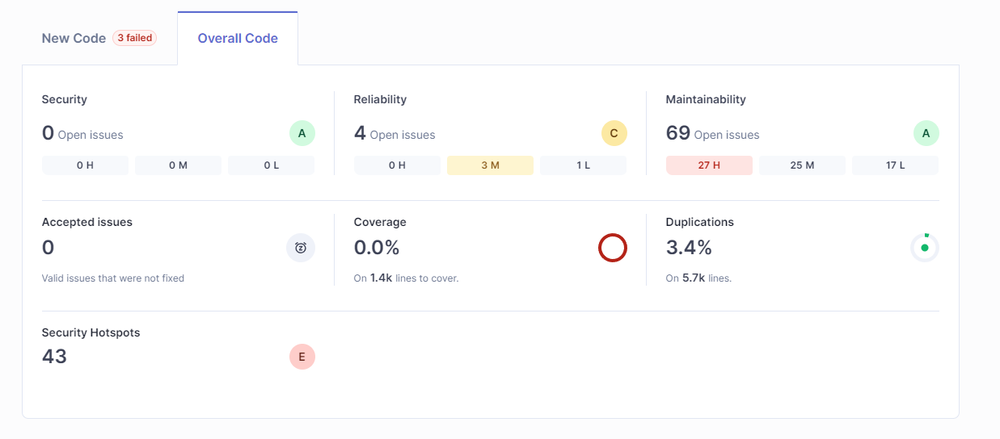 New Code 3 failed Overall Code
Security
0 Open issues A
0 H 0 M 0 L
Reliability
4 Open issues C
0 H 3 M 1 L
Maintainability
69 Open issues A
27 H 25 M 17 L
Accepted issues
0
Valid issues that were not fixed
Coverage
0.0%
On 1.4k lines to cover.
Duplications
3.4%
On 5.7k lines.
Security Hotspots
43 E